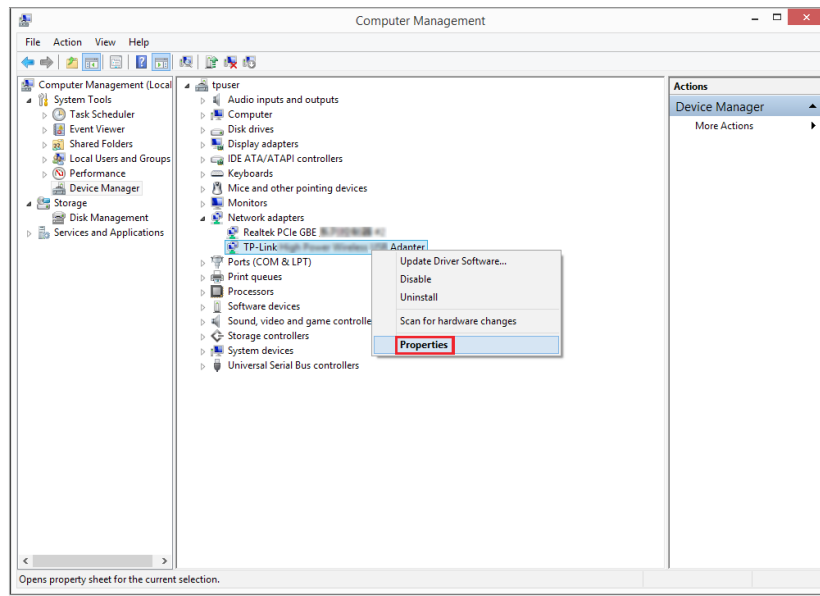 Computer Management
File Action View Help
Computer Management (Local
System Tools
Task Scheduler
Event Viewer
Shared Folders
Local Users and Groups
Performance
Device Manager
Storage
Disk Management
Services and Applications
tpuser
Audio inputs and outputs
Computer
Disk drives
Display adapters
IDE ATA/ATAPI controllers
Keyboards
Mice and other pointing devices
Monitors
Network adapters
Realtek PCIe GBE
TP-Link Adapter
Ports (COM & LPT)
Print queues
Processors
Software devices
Sound, video and game controlle
Storage controllers
System devices
Universal Serial Bus controllers
Update Driver Software...
Disable
Uninstall
Scan for hardware changes
Properties
Actions
Device Manager
More Actions
Opens property sheet for the current selection.